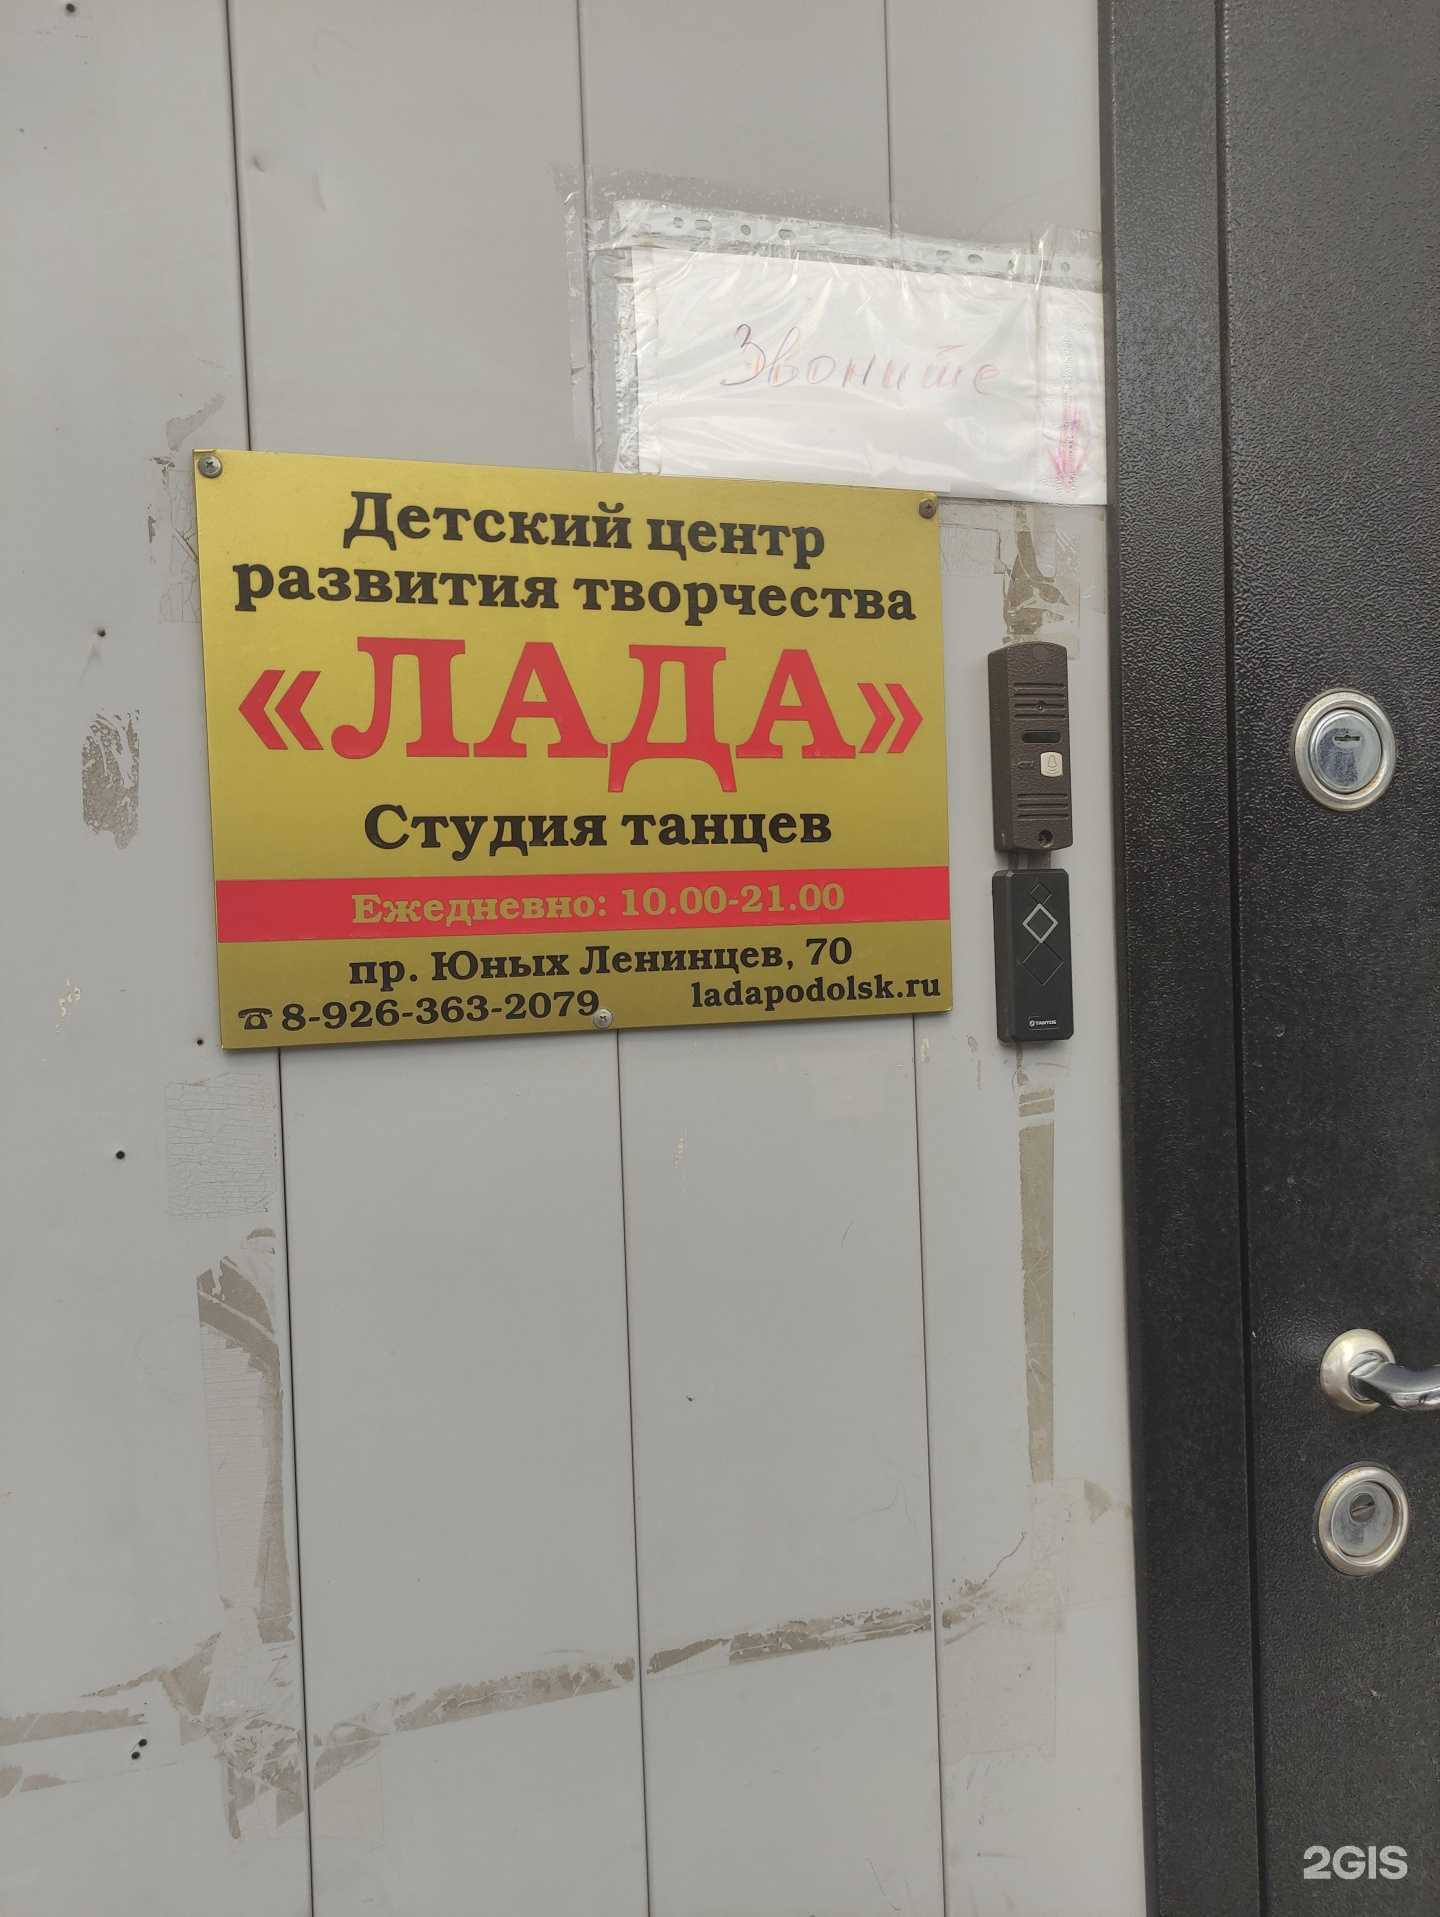 Звоните
Детский центр
развития творчества
«ЛАДА»
Студия танцев
Ежедневно: 10.00-21.00
пр. Юных Ленинцев, 70
☎ 8-926-363-2079 ladapodolsk.ru
TANTOS
2GIS